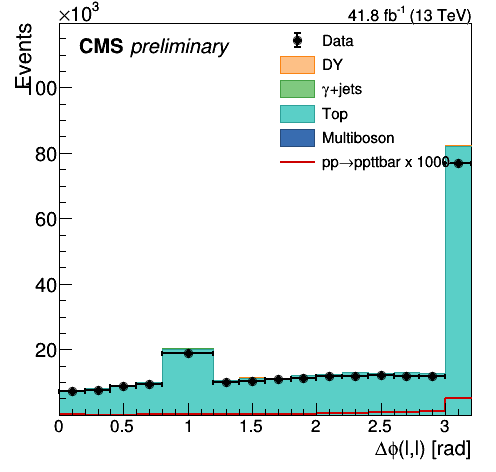 ×10³
41.8 fb⁻¹ (13 TeV)
CMS preliminary
Events
Data
DY
γ+jets
Top
Multiboson
pp→ppttbar x 1000
100
80
60
40
20
0 0.5 1 1.5 2 2.5 3
Δϕ(l,l) [rad]